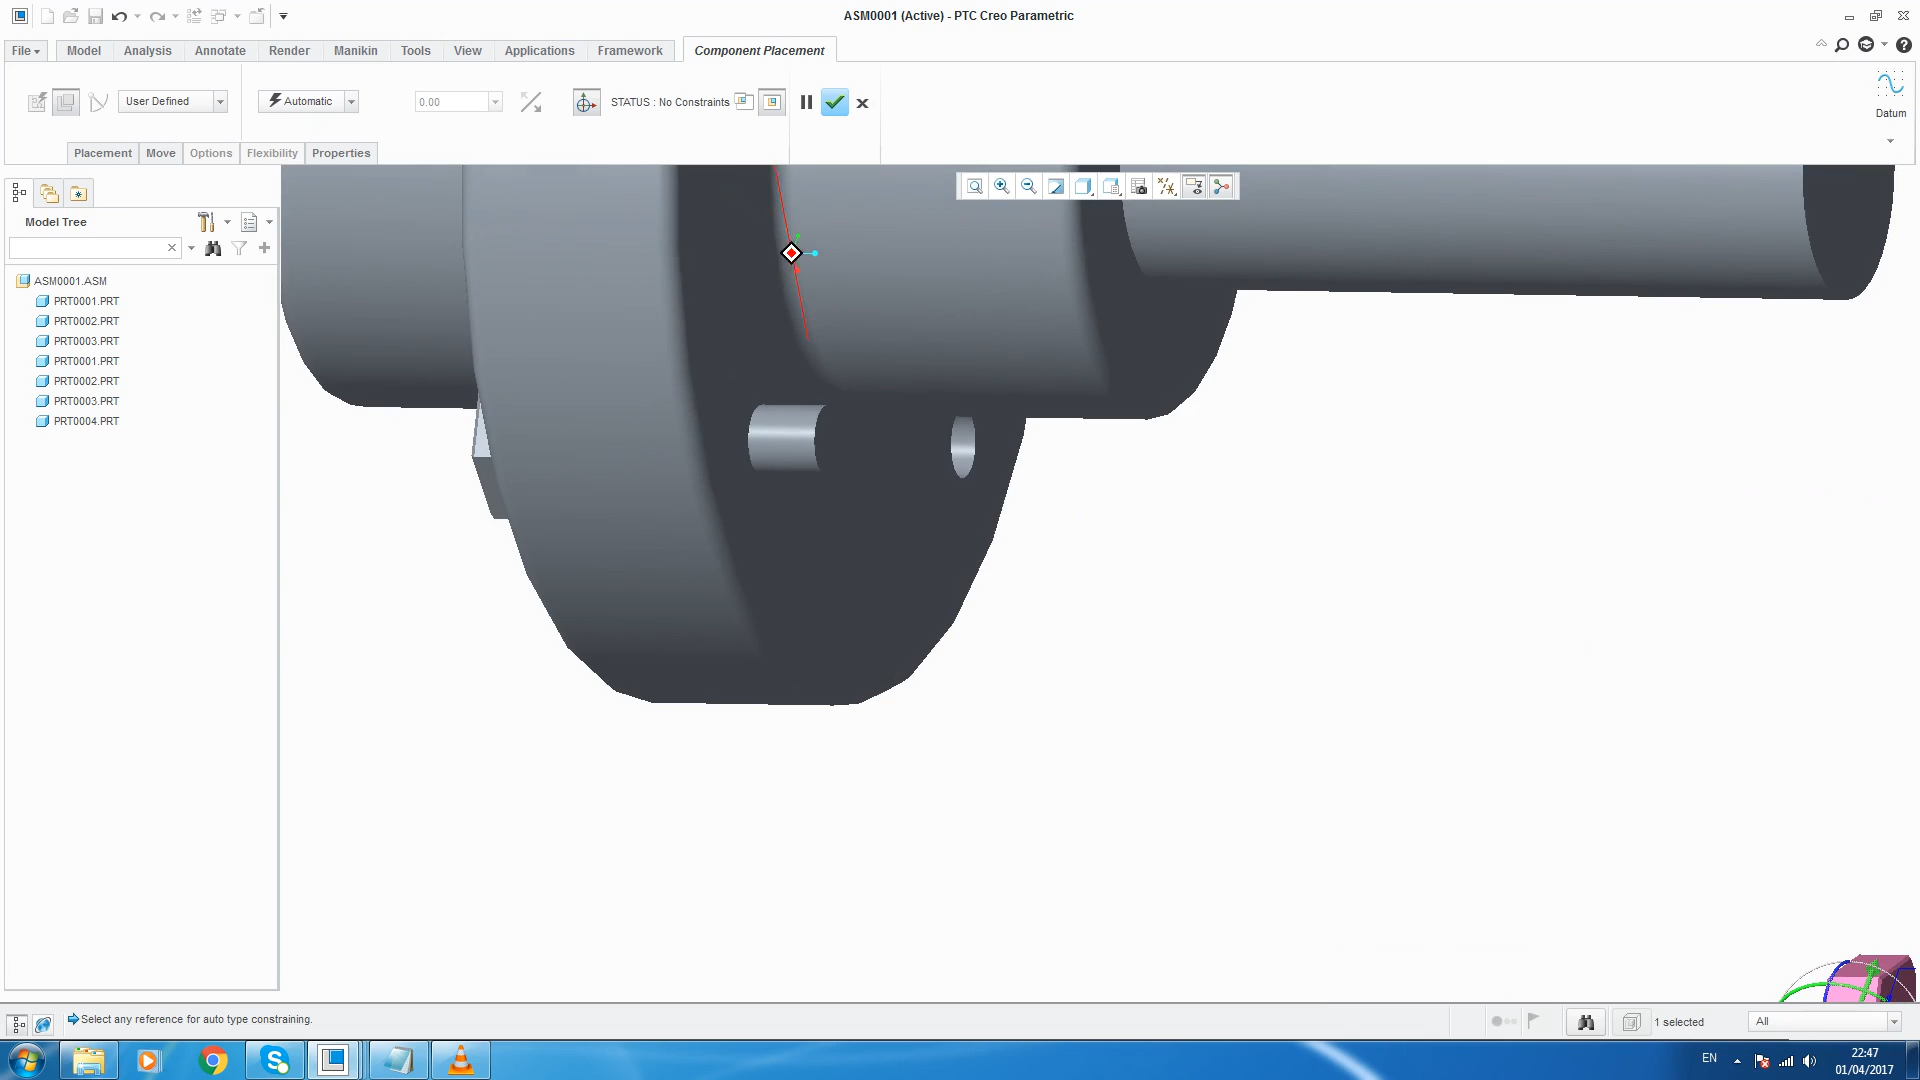 ASM0001 (Active) - PTC Creo Parametric
File Model Analysis Annotate Render Manikin Tools View Applications Framework Component Placement
User Defined Automatic 0.00 STATUS : No Constraints
Datum
Placement Move Options Flexibility Properties
Model Tree
ASM0001.ASM
PRT0001.PRT
PRT0002.PRT
PRT0003.PRT
PRT0001.PRT
PRT0002.PRT
PRT0003.PRT
PRT0004.PRT
Select any reference for auto type constraining.
1 selected All
EN
22:47
01/04/2017